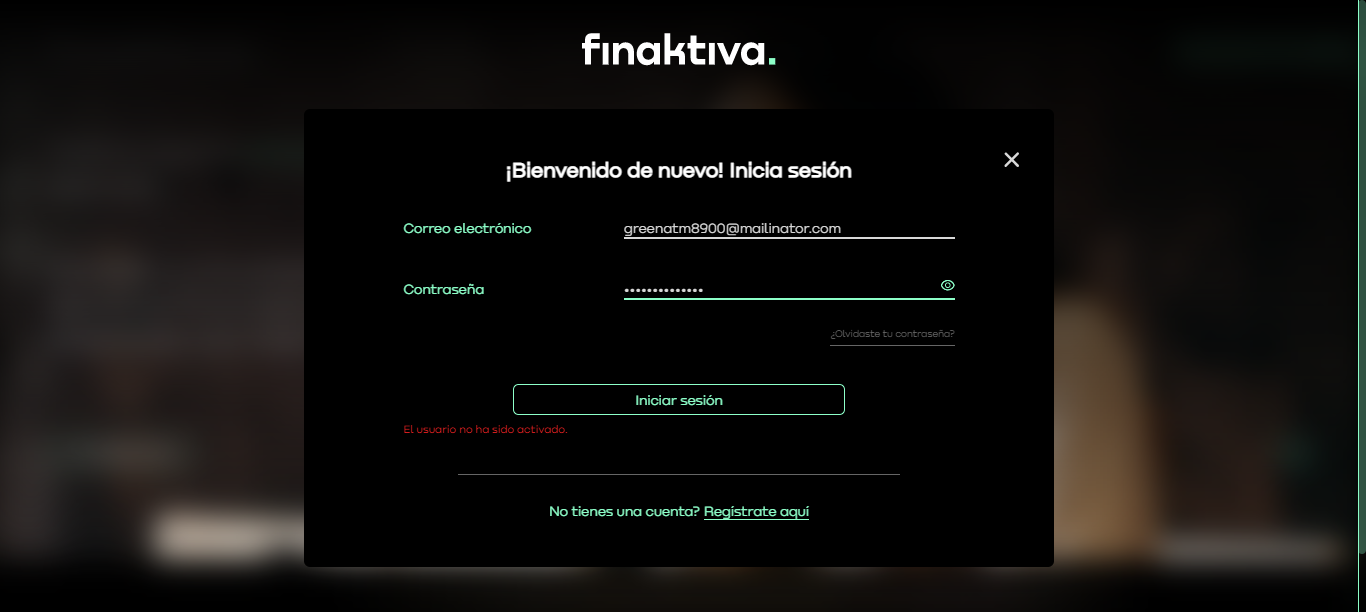 finaktiva.
¡Bienvenido de nuevo! Inicia sesión
Correo electrónico
greenatm8900@mailinator.com
Contraseña
••••••••••••••
¿Olvidaste tu contraseña?
Iniciar sesión
El usuario no ha sido activado.
No tienes una cuenta? Regístrate aquí